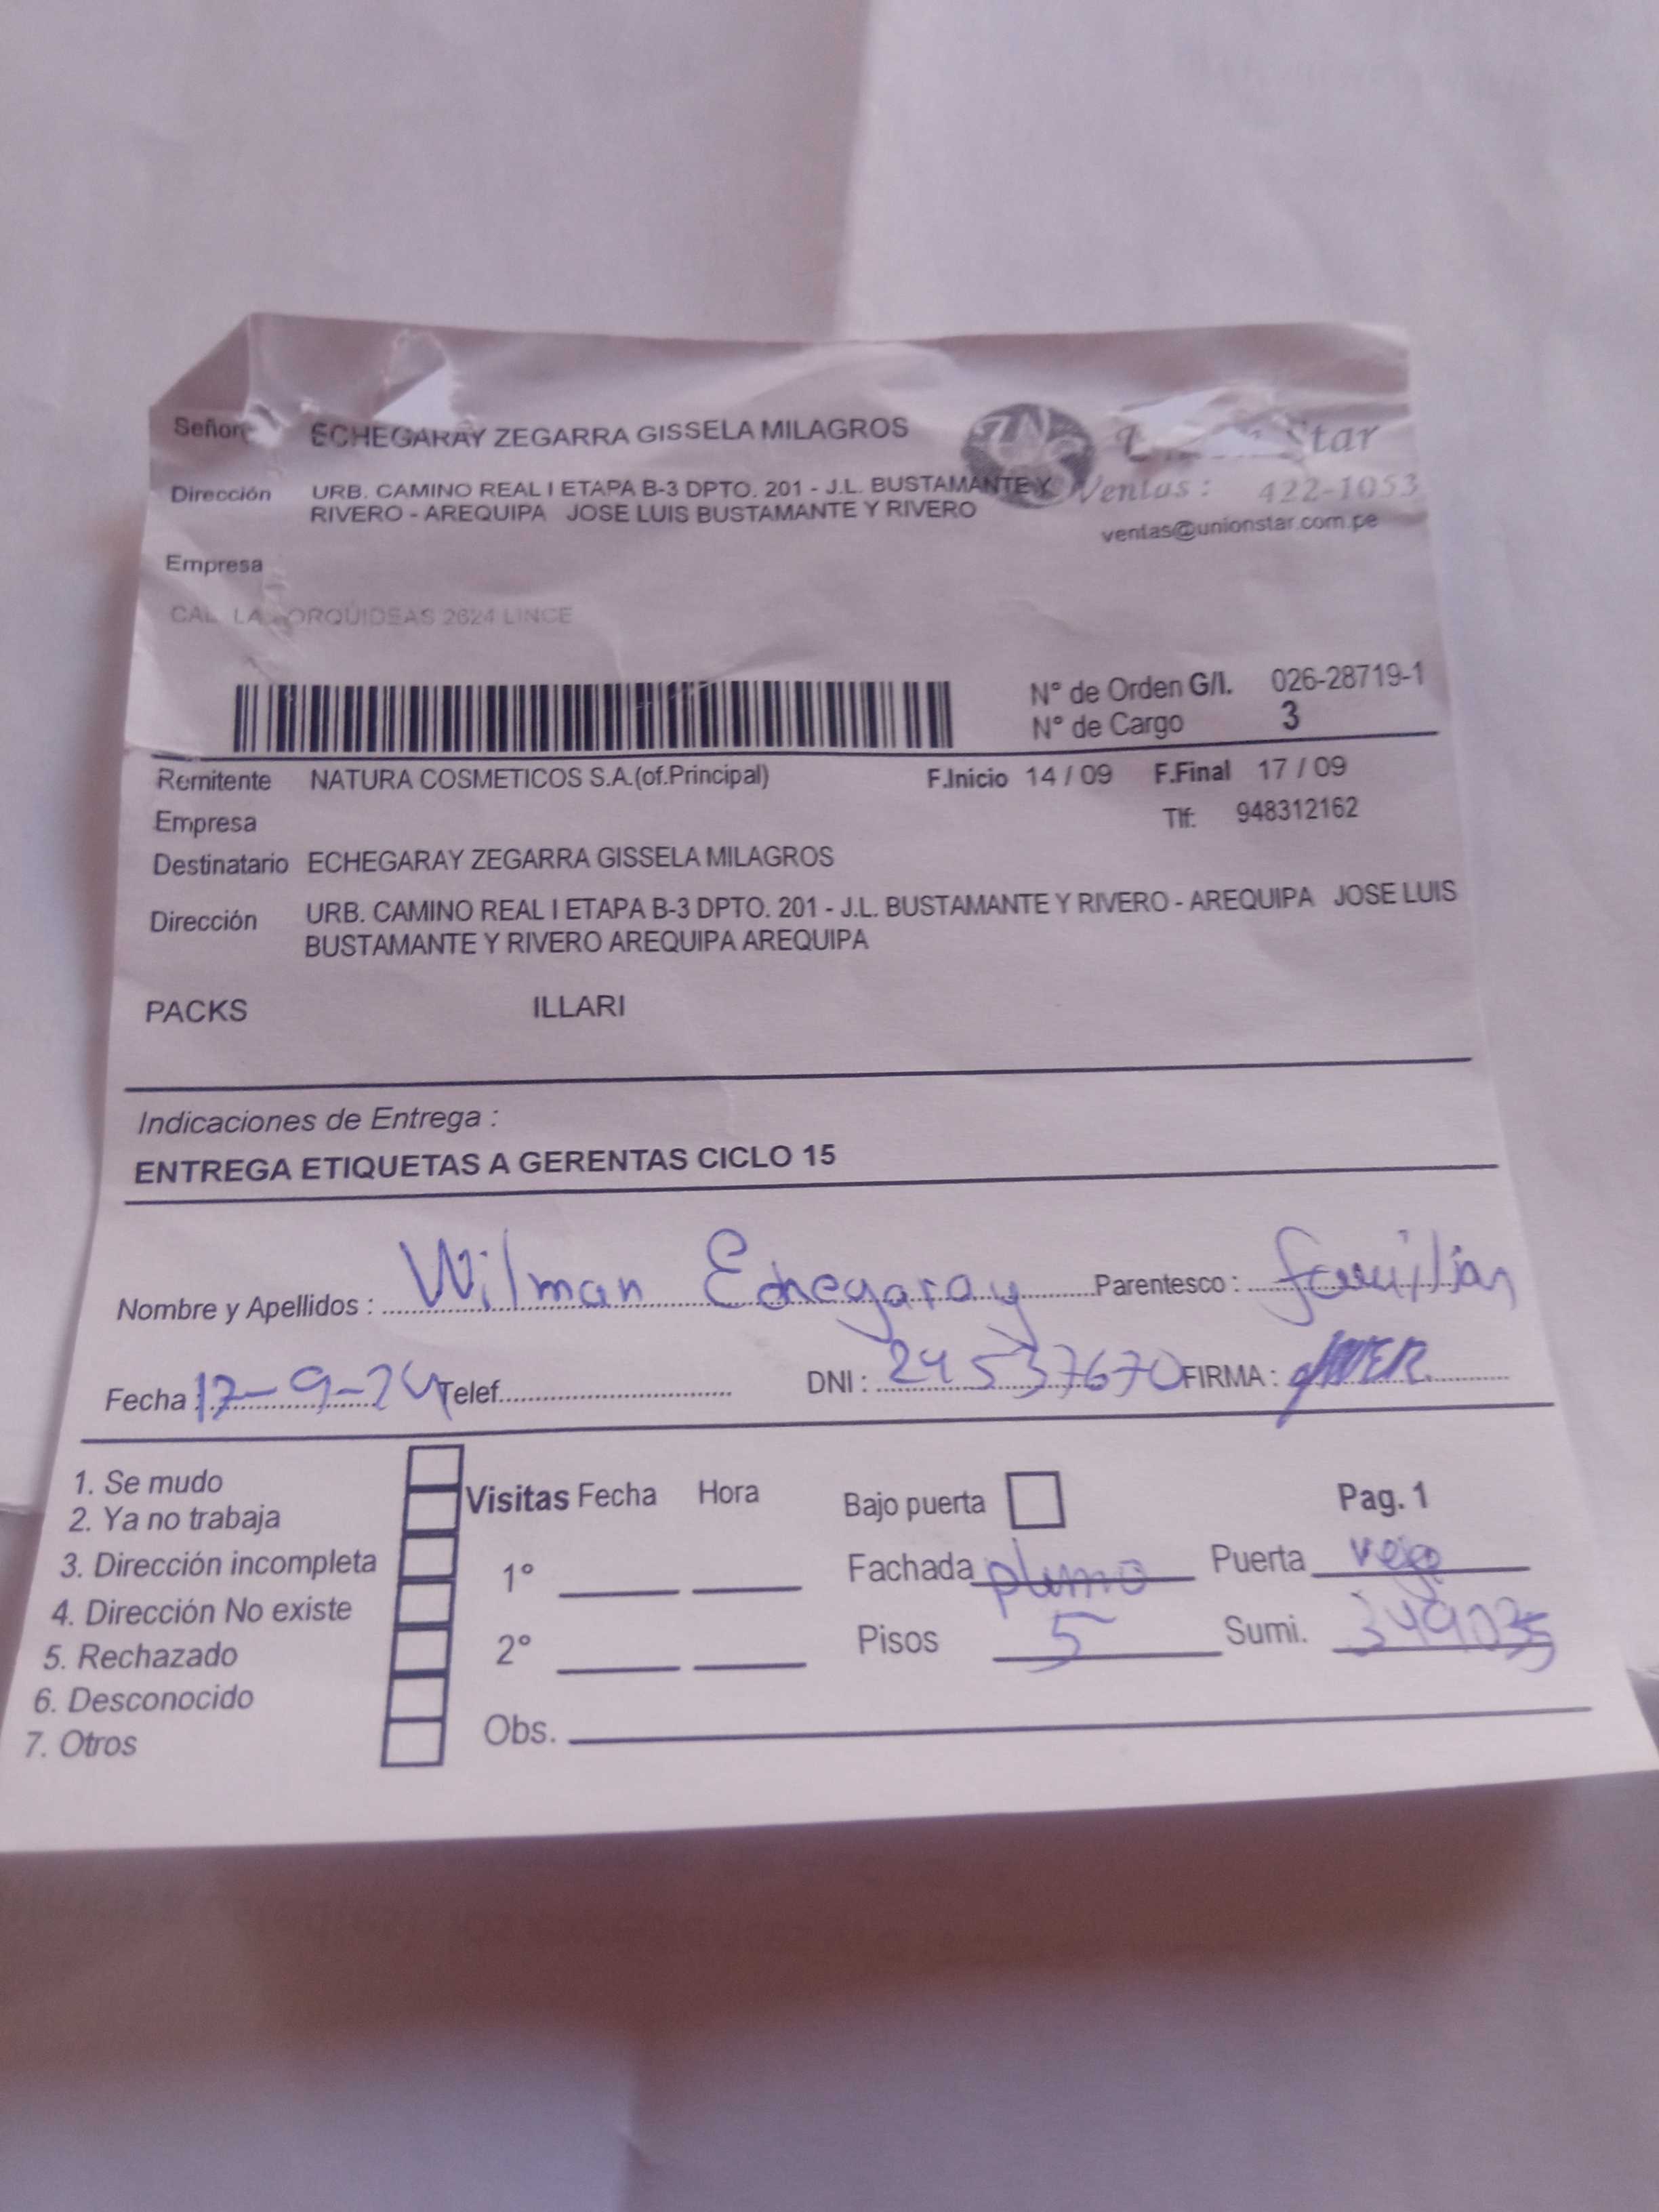 Señor ECHEGARAY ZEGARRA GISSELA MILAGROS
Star
Dirección URB. CAMINO REAL I ETAPA B-3 DPTO. 201 - J.L. BUSTAMANTE Y
RIVERO - AREQUIPA JOSE LUIS BUSTAMANTE Y RIVERO
Ventas: 422-1053
ventas@unionstar.com.pe
Empresa
CAL. LAS ORQUIDEAS 2624 LINCE
N° de Orden G/I. 026-28719-1
N° de Cargo 3
Remitente NATURA COSMETICOS S.A.(of.Principal) F.Inicio 14 / 09 F.Final 17 / 09
Empresa Tlf: 948312162
Destinatario ECHEGARAY ZEGARRA GISSELA MILAGROS
Dirección URB. CAMINO REAL I ETAPA B-3 DPTO. 201 - J.L. BUSTAMANTE Y RIVERO - AREQUIPA JOSE LUIS
BUSTAMANTE Y RIVERO AREQUIPA AREQUIPA
PACKS ILLARI
Indicaciones de Entrega :
ENTREGA ETIQUETAS A GERENTAS CICLO 15
Nombre y Apellidos : Wilman Echegaray Parentesco : familiar
Fecha : 17-9-24 Telef. DNI : 24537670 FIRMA :
1. Se mudo
2. Ya no trabaja
3. Dirección incompleta
4. Dirección No existe
5. Rechazado
6. Desconocido
7. Otros
Visitas Fecha Hora
1°
2°
Obs.
Bajo puerta Pag. 1
Fachada plomo Puerta
Pisos 5 Sumi. 349035